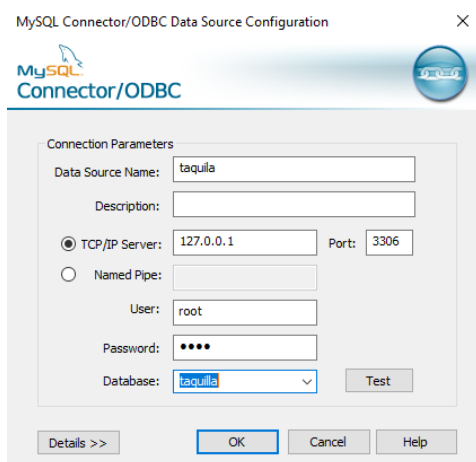 MySQL Connector/ODBC Data Source Configuration
MySQL
Connector/ODBC
Connection Parameters
Data Source Name: taquila
Description:
TCP/IP Server: 127.0.0.1 Port: 3306
Named Pipe:
User: root
Password: ••••
Database: taquilla Test
Details >> OK Cancel Help